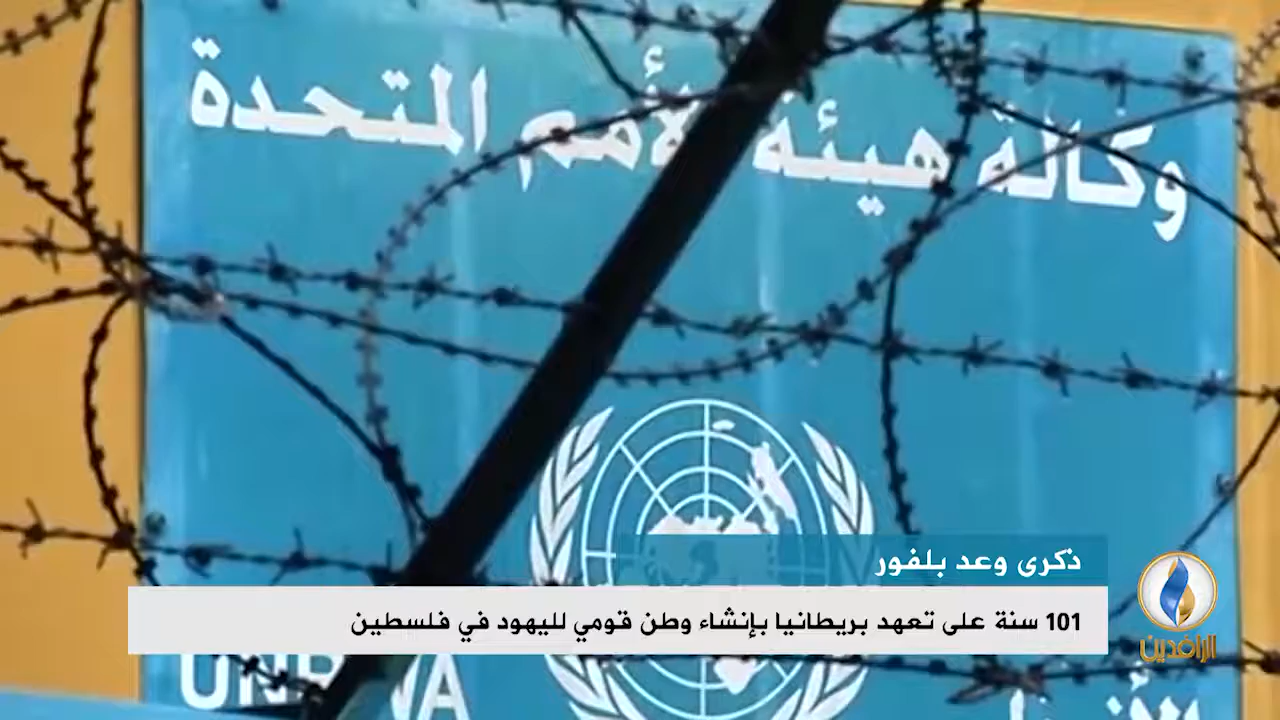 وكالة هيئة الأمم المتحدة
ذكرى وعد بلفور
101 سنة على تعهد بريطانيا بإنشاء وطن قومي لليهود في فلسطين
الرافدين
UNRWA